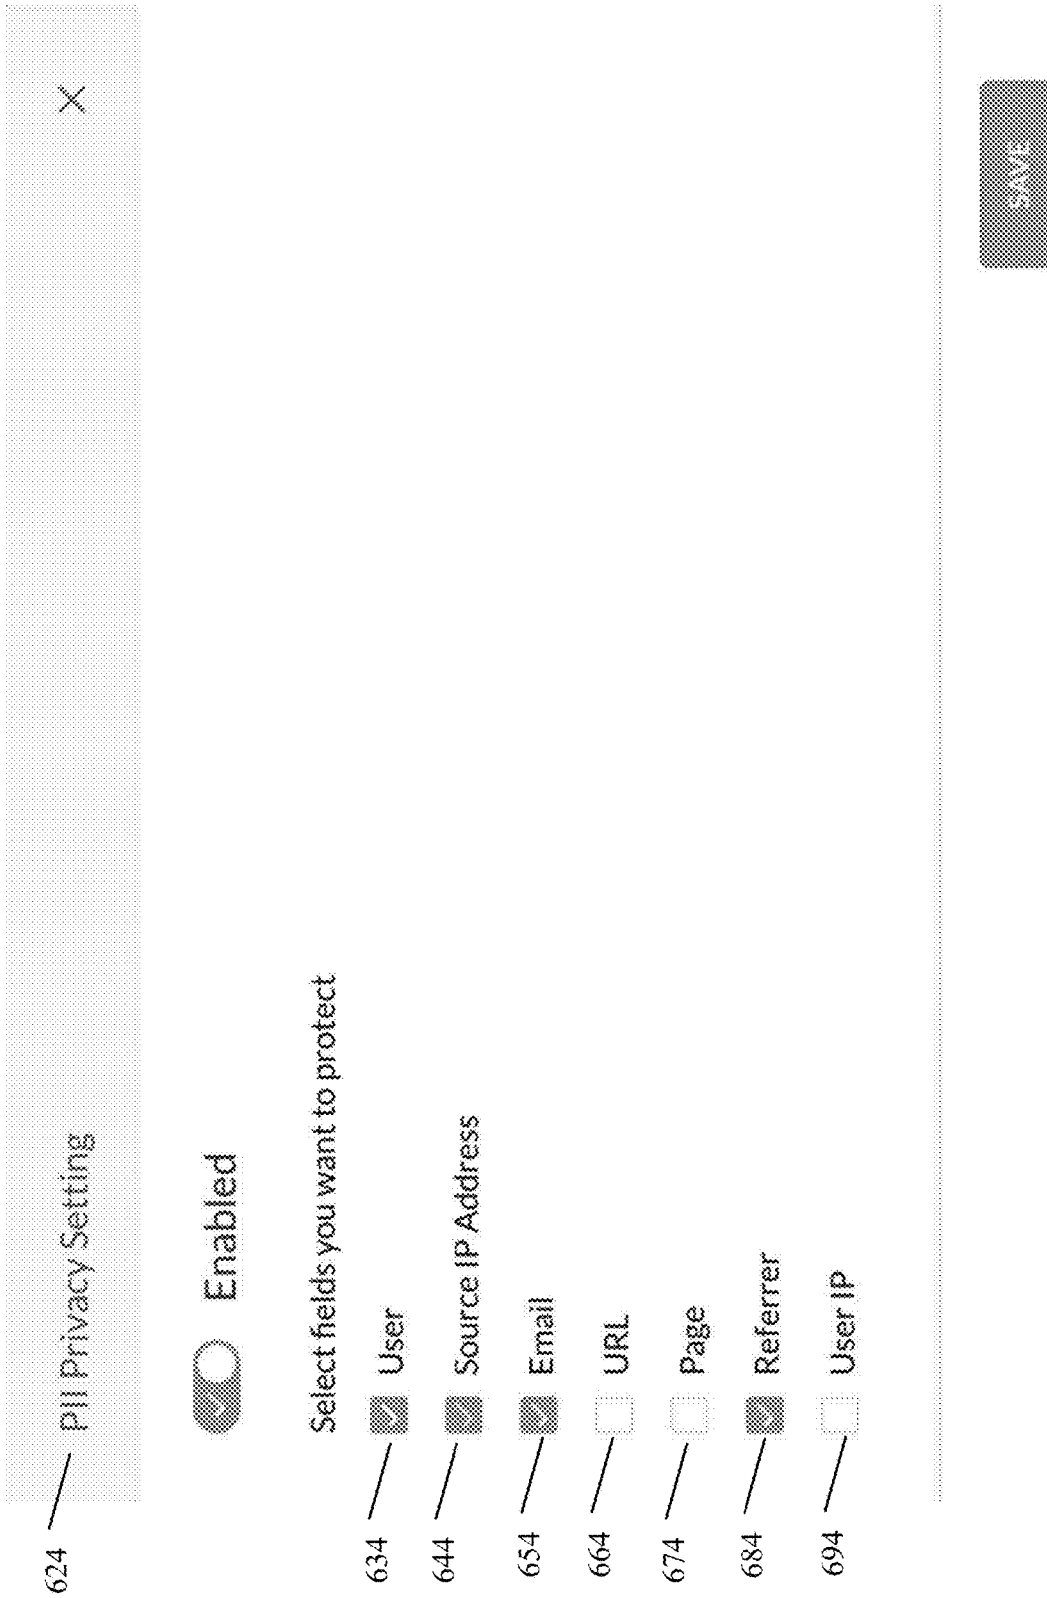 624 PII Privacy Setting
Enabled
Select fields you want to protect
634 User
644 Source IP Address
654 Email
664 URL
674 Page
684 Referrer
694 User IP
SAVE